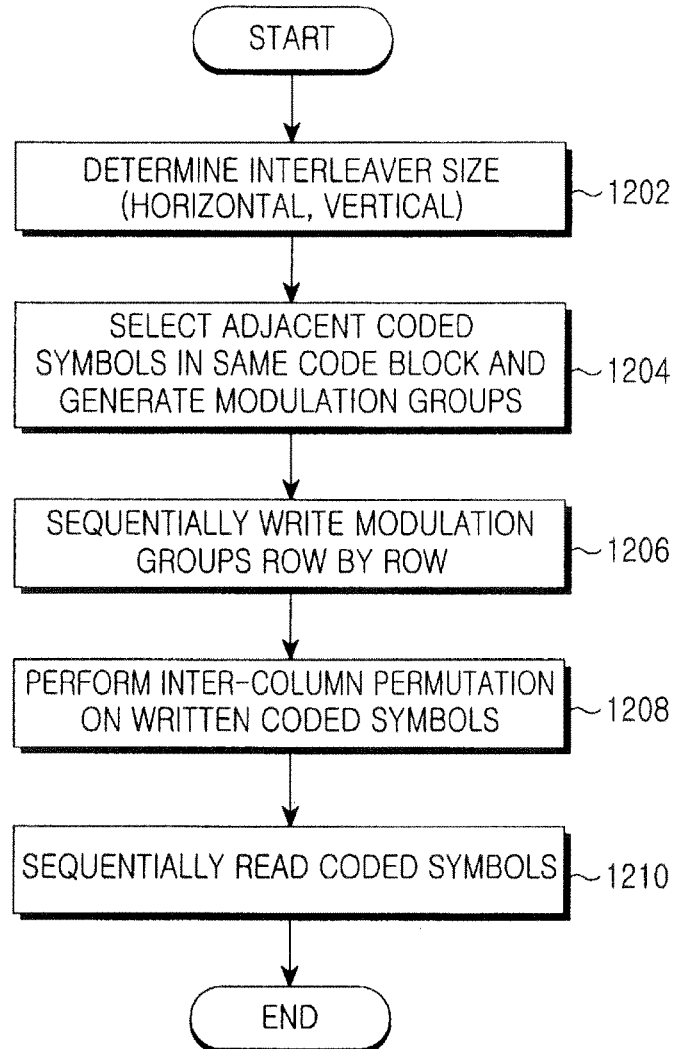 START
DETERMINE INTERLEAVER SIZE
(HORIZONTAL, VERTICAL)
1202
SELECT ADJACENT CODED
SYMBOLS IN SAME CODE BLOCK AND
GENERATE MODULATION GROUPS
1204
SEQUENTIALLY WRITE MODULATION
GROUPS ROW BY ROW
1206
PERFORM INTER-COLUMN PERMUTATION
ON WRITTEN CODED SYMBOLS
1208
SEQUENTIALLY READ CODED SYMBOLS
1210
END